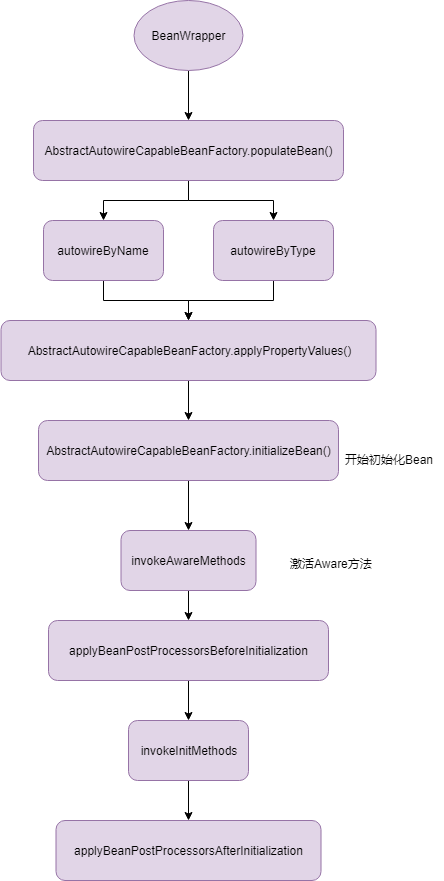 BeanWrapper
AbstractAutowireCapableBeanFactory.populateBean()
autowireByName
autowireByType
AbstractAutowireCapableBeanFactory.applyPropertyValues()
AbstractAutowireCapableBeanFactory.initializeBean()
开始初始化Bean
invokeAwareMethods
激活Aware方法
applyBeanPostProcessorsBeforeInitialization
invokeInitMethods
applyBeanPostProcessorsAfterInitialization